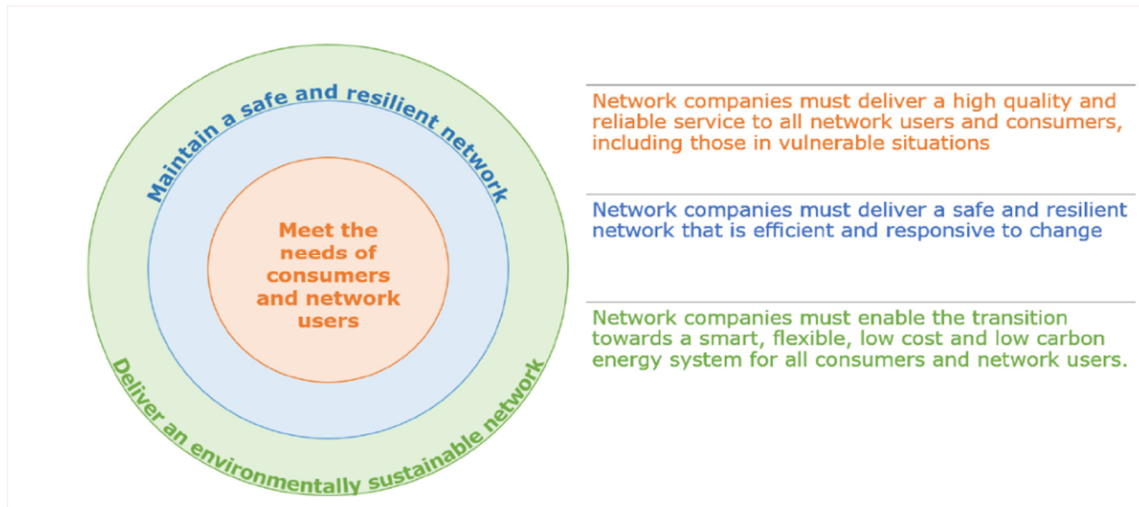 Maintain a safe and resilient network
Meet the
needs of
consumers
and network
users
Deliver an environmentally sustainable network
Network companies must deliver a high quality and
reliable service to all network users and consumers,
including those in vulnerable situations
Network companies must deliver a safe and resilient
network that is efficient and responsive to change
Network companies must enable the transition
towards a smart, flexible, low cost and low carbon
energy system for all consumers and network users.